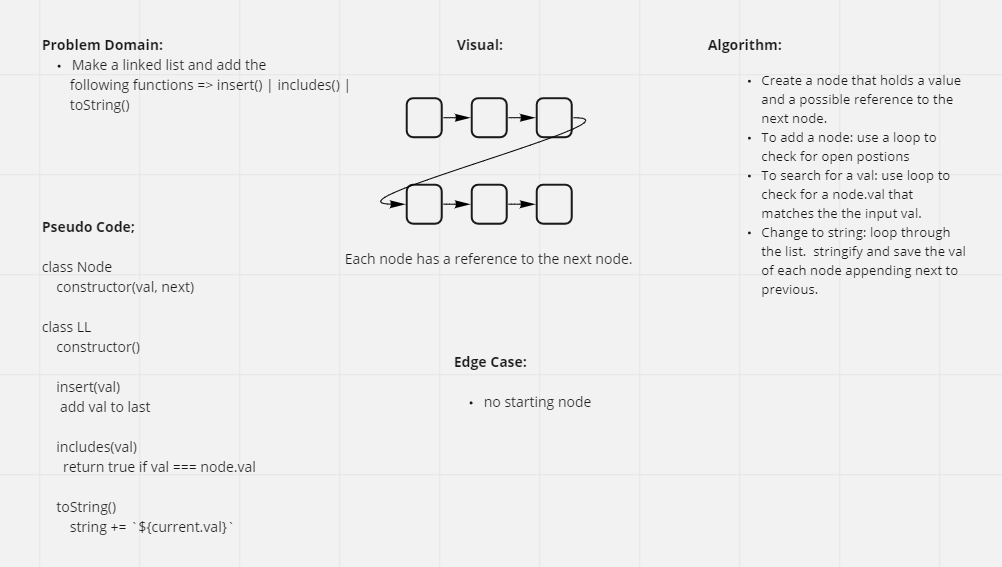 Problem Domain:
• Make a linked list and add the
following functions => insert() | includes() |
toString()
Visual:
Each node has a reference to the next node.
Algorithm:
• Create a node that holds a value
and a possible reference to the
next node.
• To add a node: use a loop to
check for open postions
• To search for a val: use loop to
check for a node.val that
matches the the input val.
• Change to string: loop through
the list.  stringify and save the val
of each node appending next to
previous.
Pseudo Code;
class Node
constructor(val, next)
class LL
constructor()
insert(val)
add val to last
includes(val)
return true if val === node.val
toString()
string += `${current.val}`
Edge Case:
• no starting node